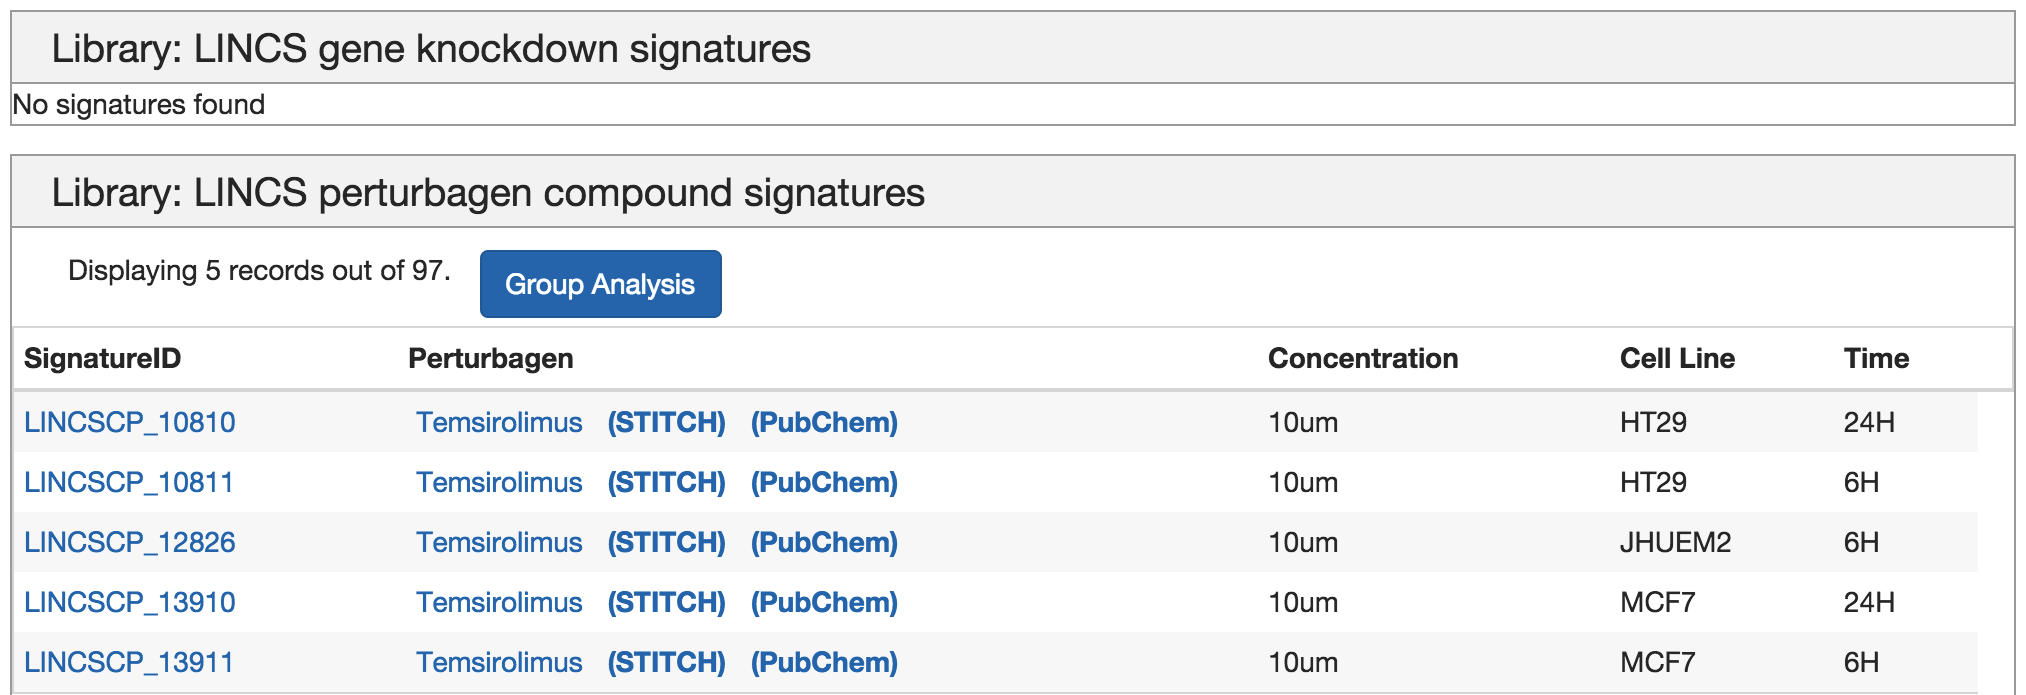 Library: LINCS gene knockdown signatures
No signatures found
Library: LINCS perturbagen compound signatures
Displaying 5 records out of 97. Group Analysis
SignatureID Perturbagen Concentration Cell Line Time
LINCSCP_10810 Temsirolimus (STITCH) (PubChem) 10um HT29 24H
LINCSCP_10811 Temsirolimus (STITCH) (PubChem) 10um HT29 6H
LINCSCP_12826 Temsirolimus (STITCH) (PubChem) 10um JHUEM2 6H
LINCSCP_13910 Temsirolimus (STITCH) (PubChem) 10um MCF7 24H
LINCSCP_13911 Temsirolimus (STITCH) (PubChem) 10um MCF7 6H